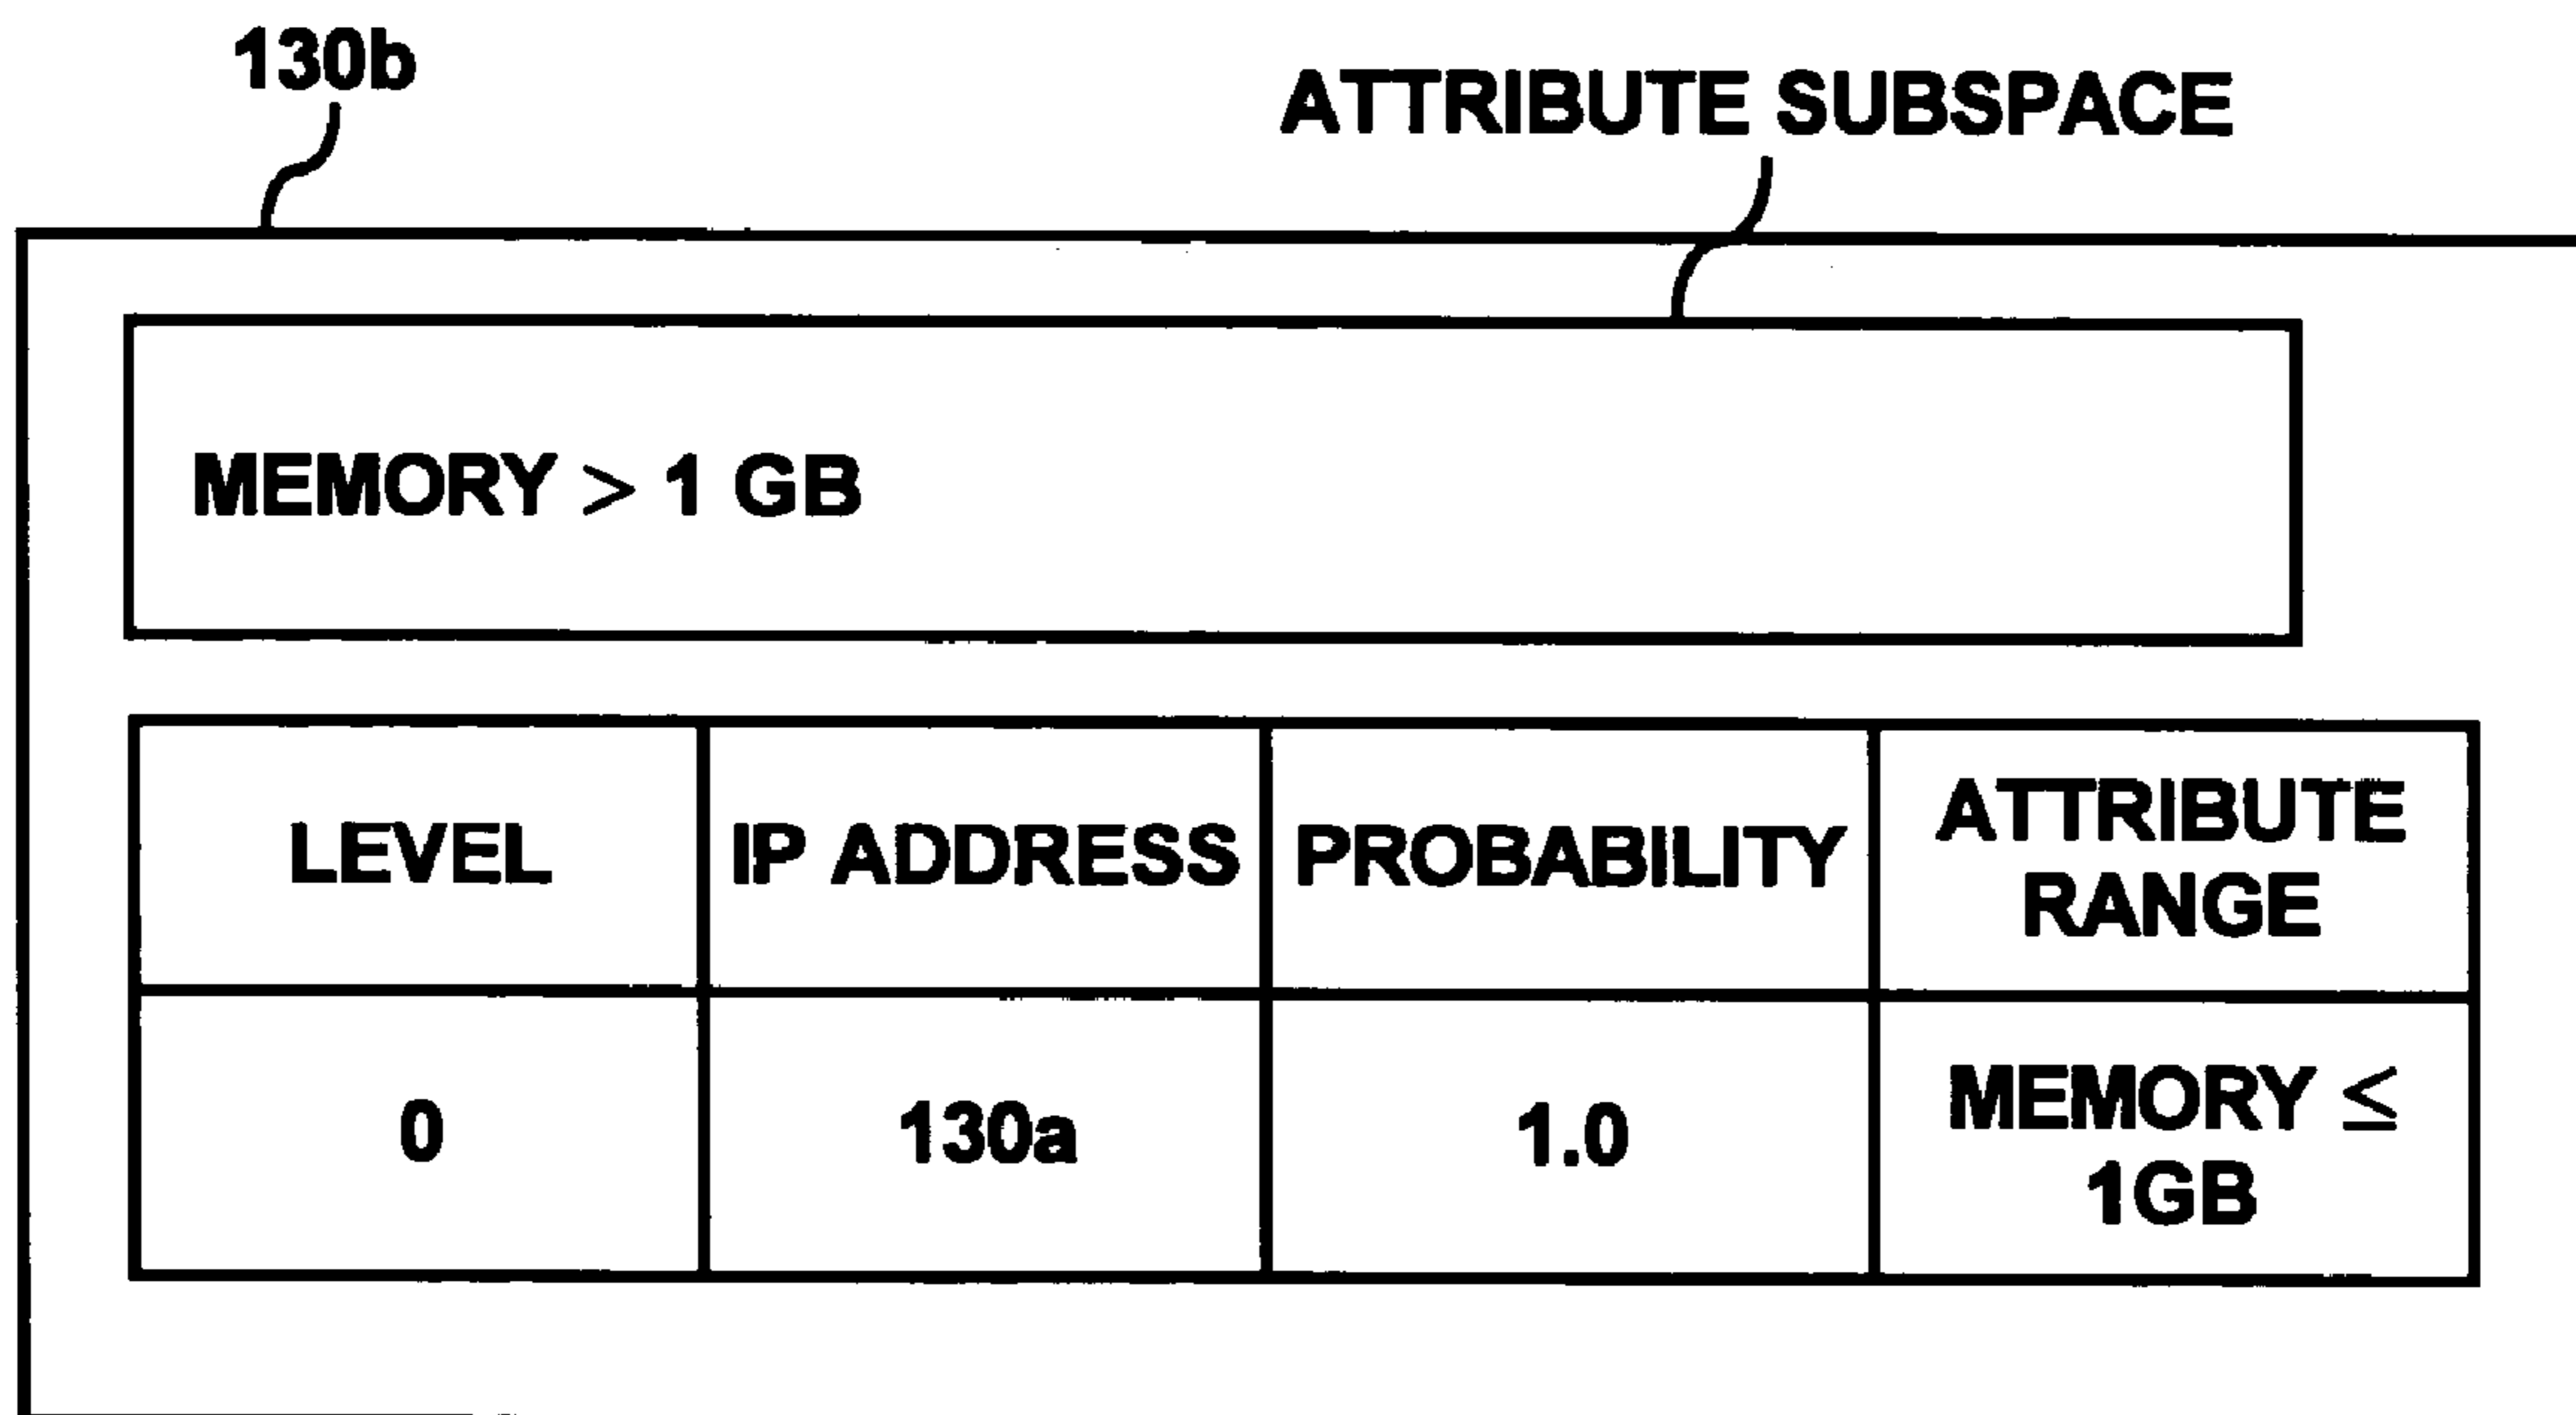 130b
ATTRIBUTE SUBSPACE
MEMORY > 1 GB
LEVEL
IP ADDRESS
PROBABILITY
ATTRIBUTE
RANGE
0
130a
1.0
MEMORY ≤
1GB